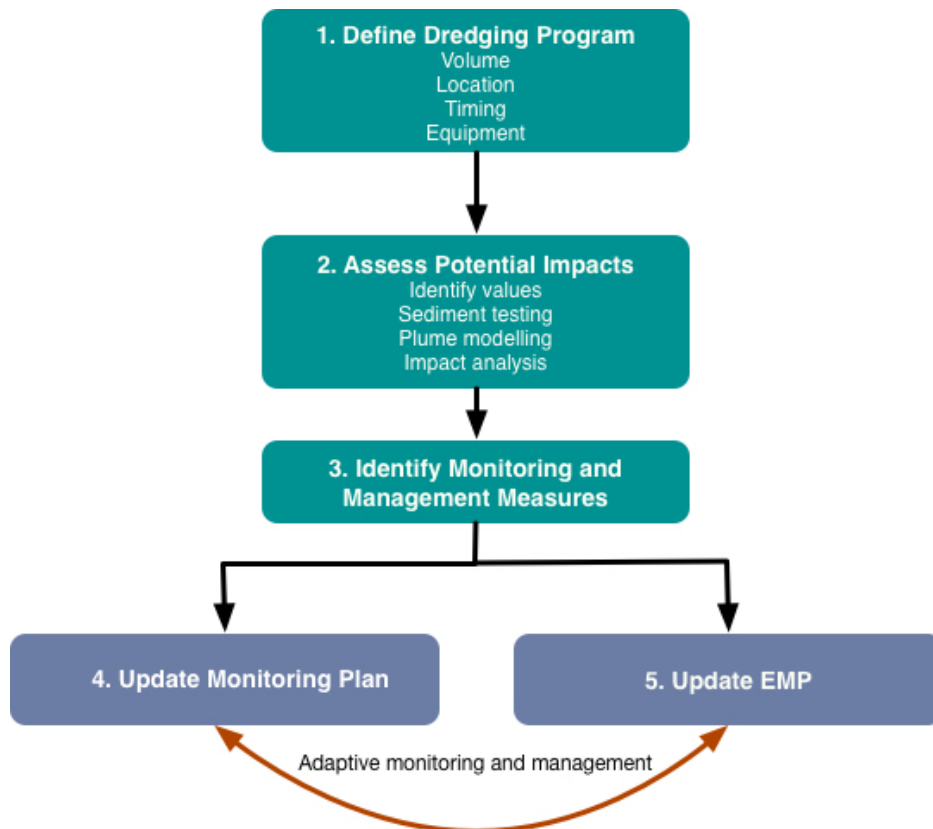 1. Define Dredging Program
Volume
Location
Timing
Equipment
2. Assess Potential Impacts
Identify values
Sediment testing
Plume modelling
Impact analysis
3. Identify Monitoring and
Management Measures
4. Update Monitoring Plan
5. Update EMP
Adaptive monitoring and management